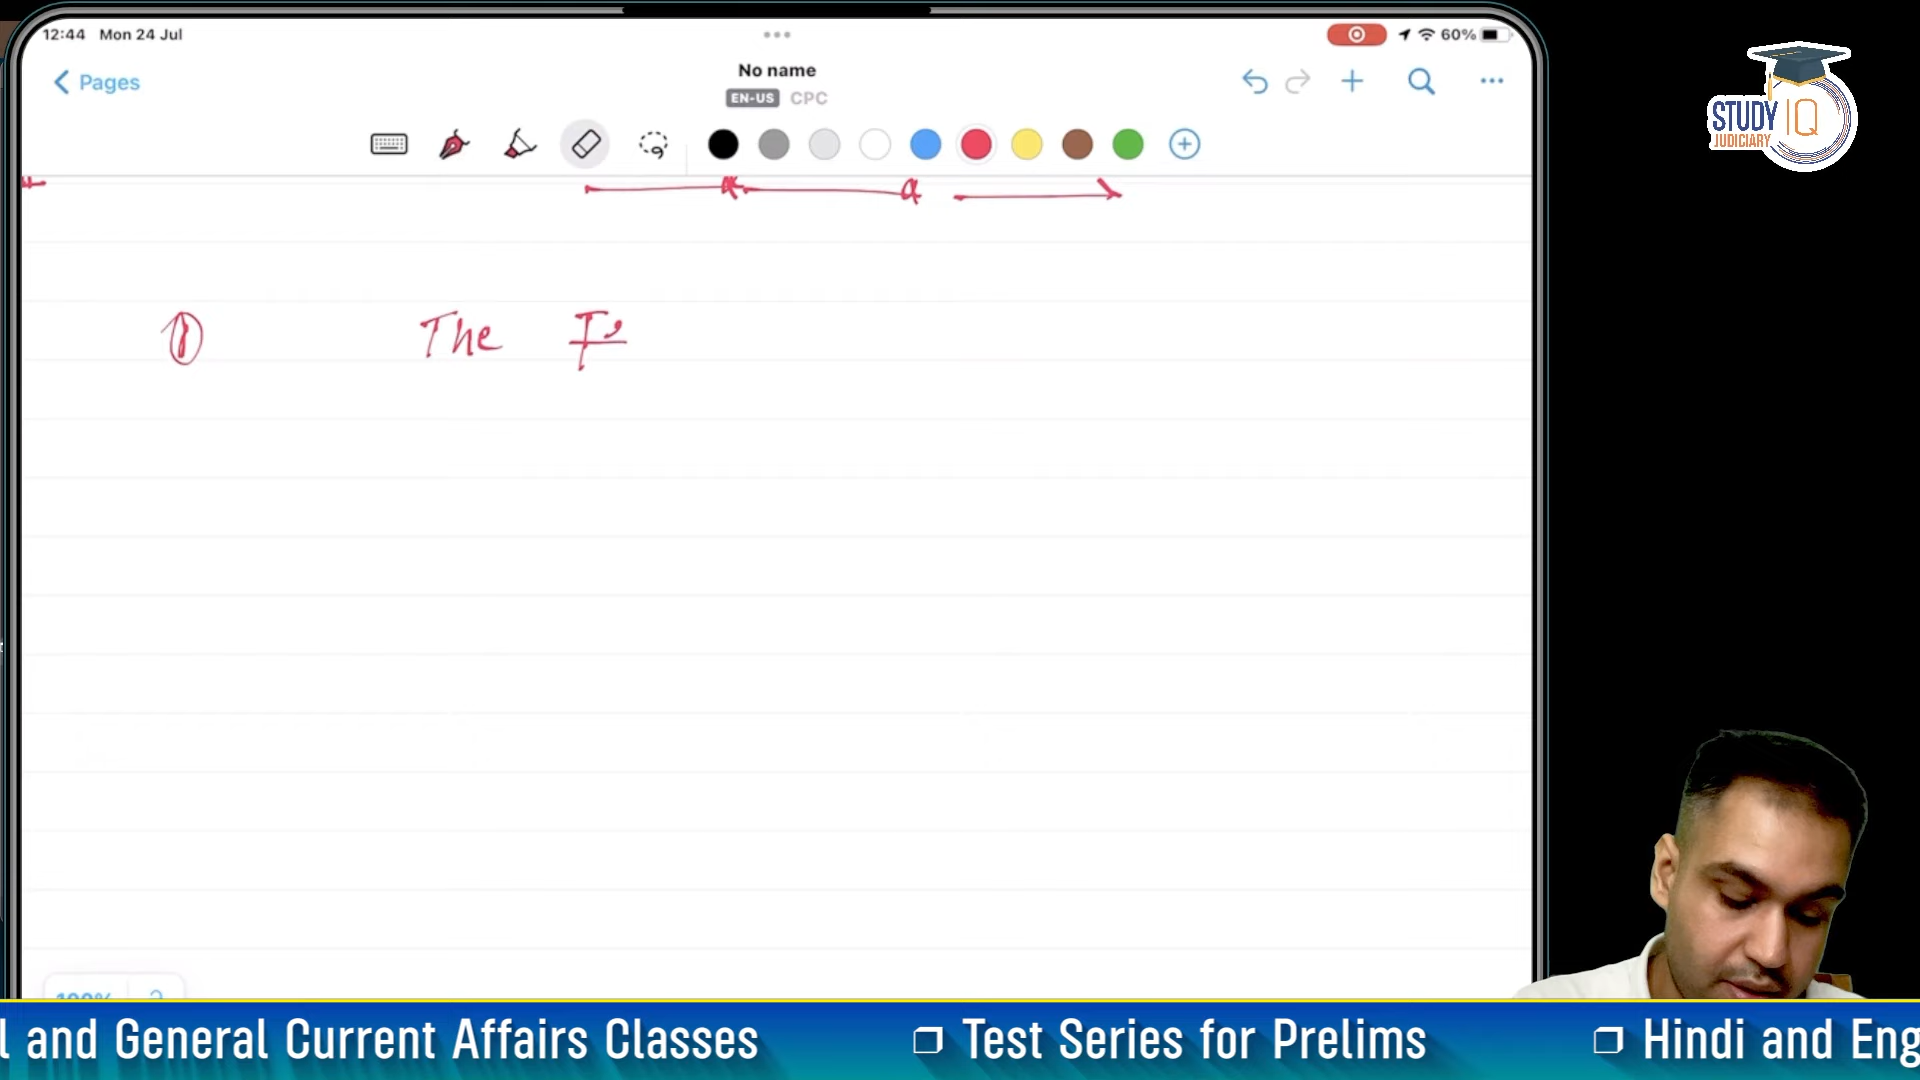 12:44 Mon 24 Jul
60%
Pages
No name
EN-US CPC
STUDY IQ
JUDICIARY
① The
100%
l and General Current Affairs Classes ❐ Test Series for Prelims ❐ Hindi and Eng